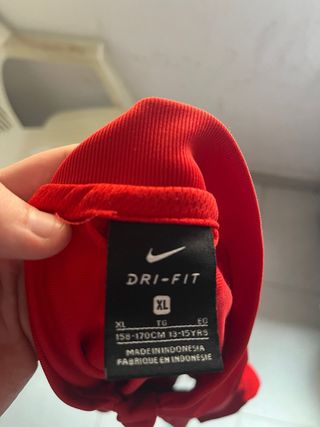 DRI-FIT
XL
XL TG EG
158-170CM 13-15YRS
MADE IN INDONESIA
FABRIQUE EN INDONESIE